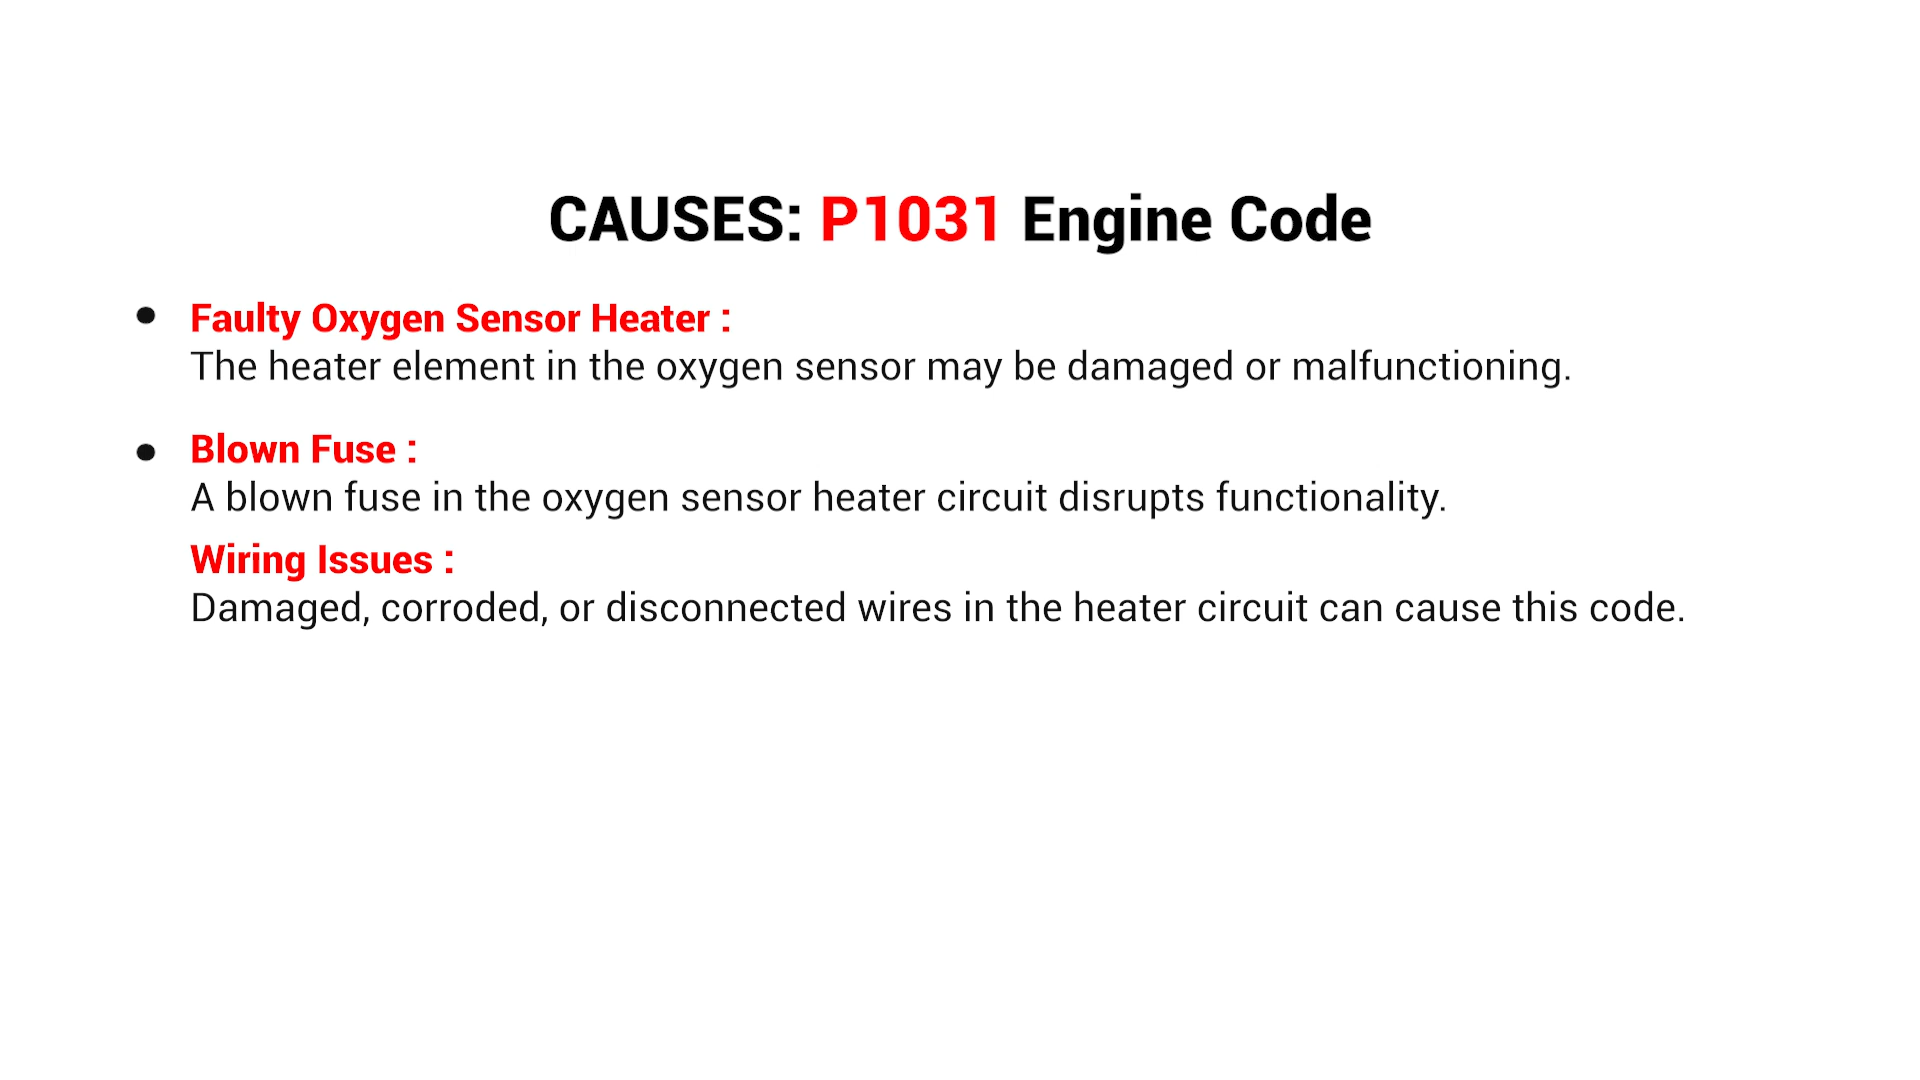 CAUSES: P1031 Engine Code
• Faulty Oxygen Sensor Heater :
The heater element in the oxygen sensor may be damaged or malfunctioning.
• Blown Fuse :
A blown fuse in the oxygen sensor heater circuit disrupts functionality.
Wiring Issues :
Damaged, corroded, or disconnected wires in the heater circuit can cause this code.